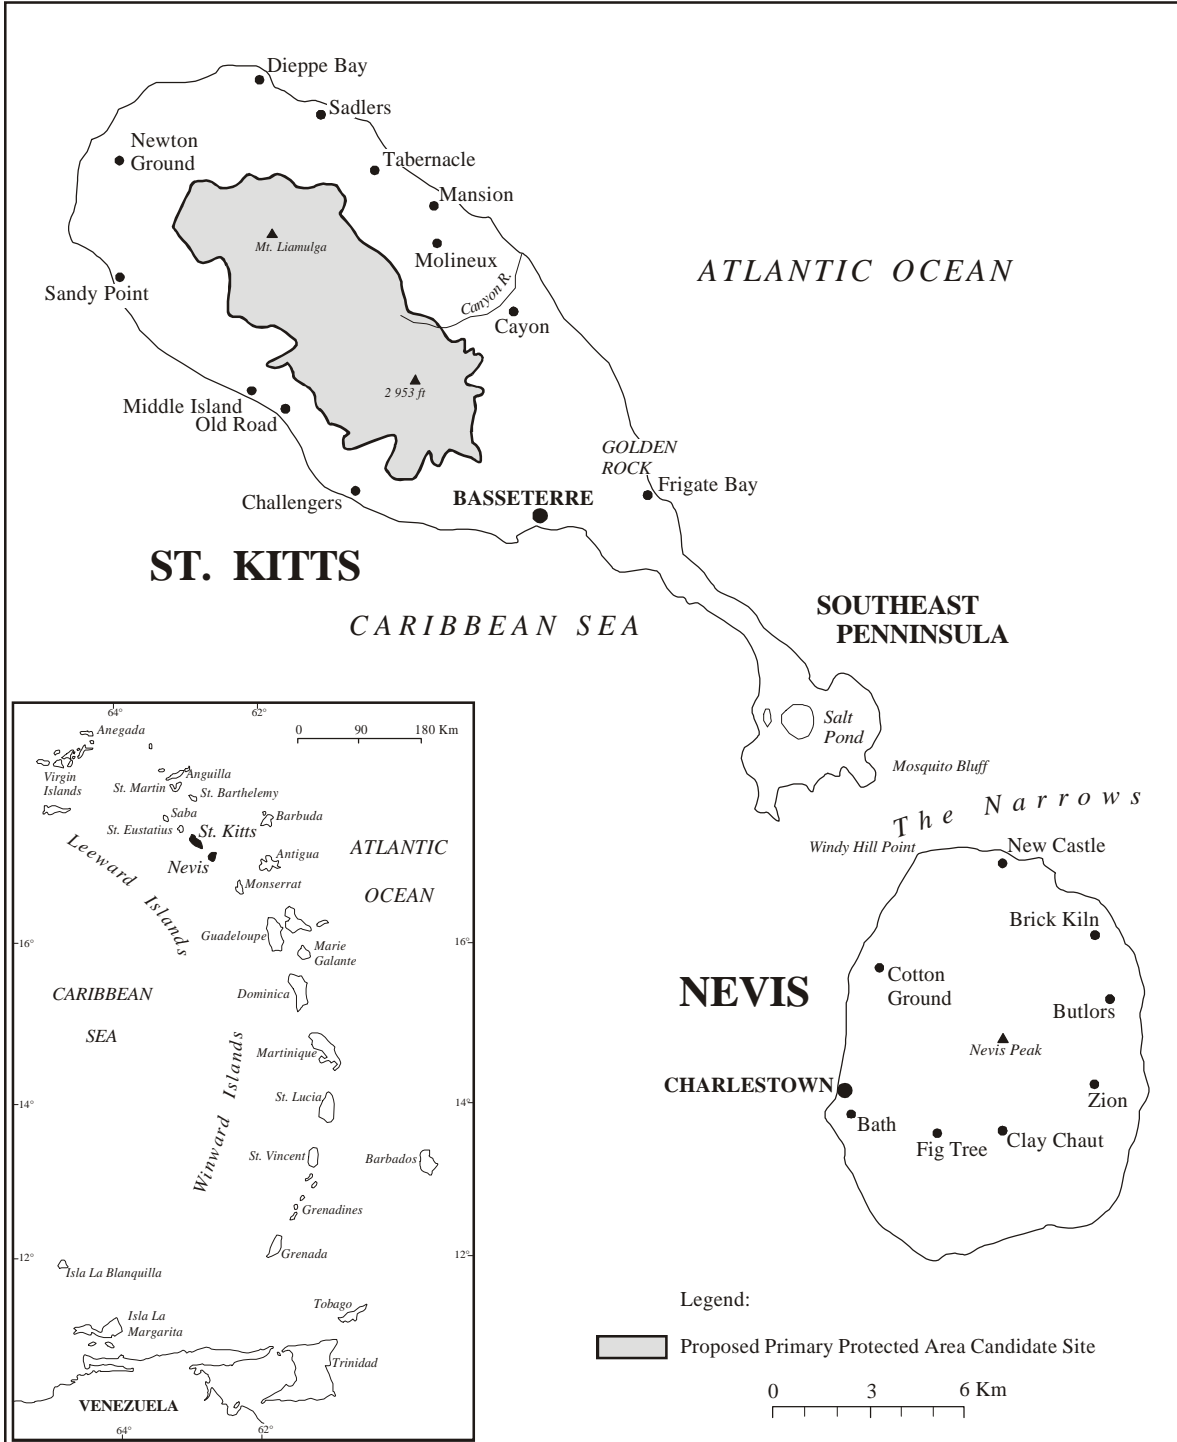 Dieppe Bay
Sadlers
Newton
Ground
Tabernacle
Mansion
Mt. Liamulga
Molineux
ATLANTIC OCEAN
Sandy Point
Canyon R.
Cayon
2 953 ft
Middle Island
Old Road
GOLDEN
ROCK
Frigate Bay
Challengers
BASSETERRE
ST. KITTS
CARIBBEAN SEA
SOUTHEAST
PENNINSULA
Salt
Pond
Mosquito Bluff
The Narrows
Windy Hill Point
New Castle
Brick Kiln
Cotton
Ground
NEVIS
Butlors
Nevis Peak
CHARLESTOWN
Zion
Bath
Fig Tree
Clay Chaut
64°
62°
Anegada
0 90 180 Km
Virgin
Islands
Anguilla
St. Martin
St. Barthelemy
Saba
St. Eustatius
St. Kitts
Barbuda
Nevis
Antigua
ATLANTIC
OCEAN
Leeward Islands
Monserrat
Guadeloupe
Marie
Galante
16°
16°
CARIBBEAN
SEA
Dominica
Martinique
Winward Islands
St. Lucia
14°
14°
St. Vincent
Barbados
Grenadines
Grenada
12°
12°
Isla La Blanquilla
Isla La
Margarita
Tobago
Trinidad
VENEZUELA
64°
62°
Legend:
Proposed Primary Protected Area Candidate Site
0 3 6 Km